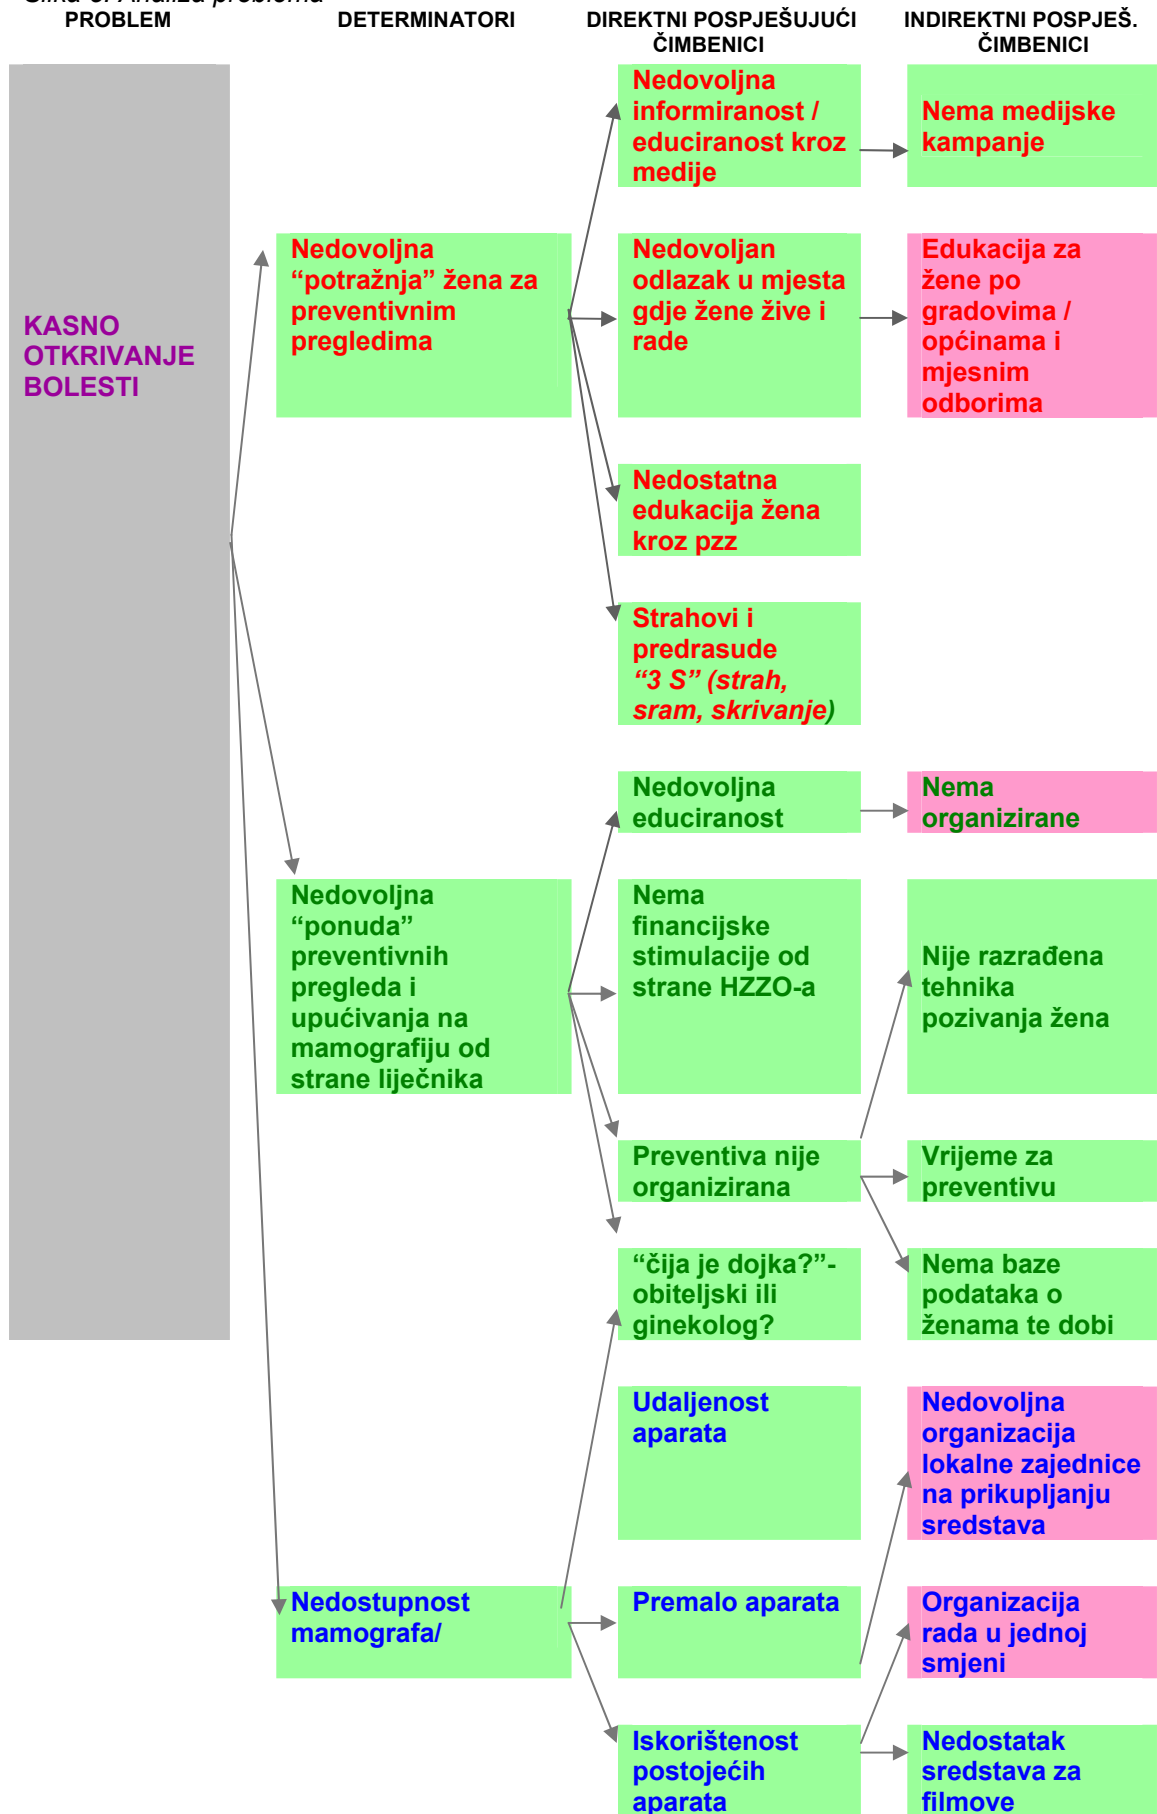 Analiza problema
PROBLEM
DETERMINATORI
DIREKTNI POSPJEŠUJUĆI
ČIMBENICI
INDIREKTNI POSPJEŠ.
ČIMBENICI
KASNO
OTKRIVANJE
BOLESTI
Nedovoljna
“potražnja” žena za
preventivnim
pregledima
Nedovoljna
informiranost /
educiranost kroz
medije
Nema medijske
kampanje
Nedovoljan
odlazak u mjesta
gdje žene žive i
rade
Edukacija za
žene po
gradovima /
općinama i
mjesnim
odborima
Nedostatna
edukacija žena
kroz pzz
Strahovi i
predrasude
“3 S” (strah,
sram, skrivanje)
Nedovoljna
“ponuda”
preventivnih
pregleda i
upućivanja na
mamografiju od
strane liječnika
Nedovoljna
educiranost
Nema
organizirane
Nema
financijske
stimulacije od
strane HZZO-a
Nije razrađena
tehnika
pozivanja žena
Preventiva nije
organizirana
Vrijeme za
preventivu
“čija je dojka?”-
obiteljski ili
ginekolog?
Nema baze
podataka o
ženama te dobi
Nedostupnost
mamografa/
Udaljenost
aparata
Nedovoljna
organizacija
lokalne zajednice
na prikupljanju
sredstava
Premalo aparata
Organizacija
rada u jednoj
smjeni
Iskorištenost
postojećih
aparata
Nedostatak
sredstava za
filmove